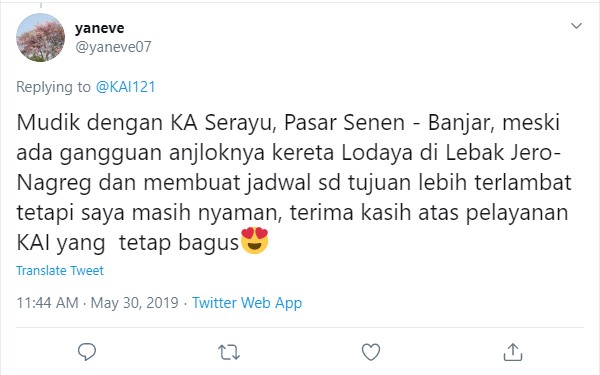 yaneve
@yaneve07
Replying to @KAI121
Mudik dengan KA Serayu, Pasar Senen - Banjar, meski
ada gangguan anjloknya kereta Lodaya di Lebak Jero-
Nagreg dan membuat jadwal sd tujuan lebih terlambat
tetapi saya masih nyaman, terima kasih atas pelayanan
KAI yang  tetap bagus😍
Translate Tweet
11:44 AM · May 30, 2019 · Twitter Web App